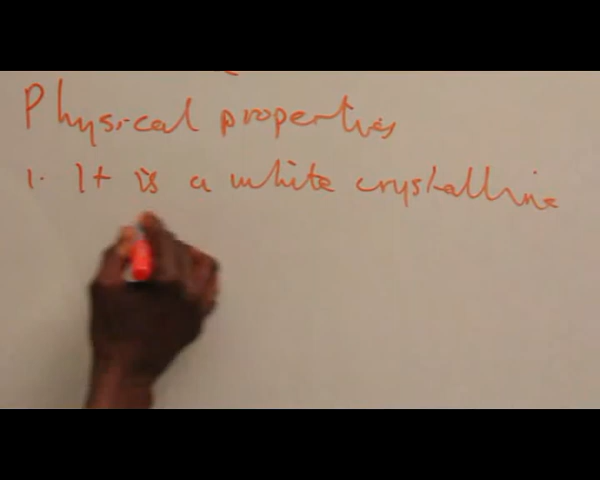 Physical properties
1. It is a white crystalline